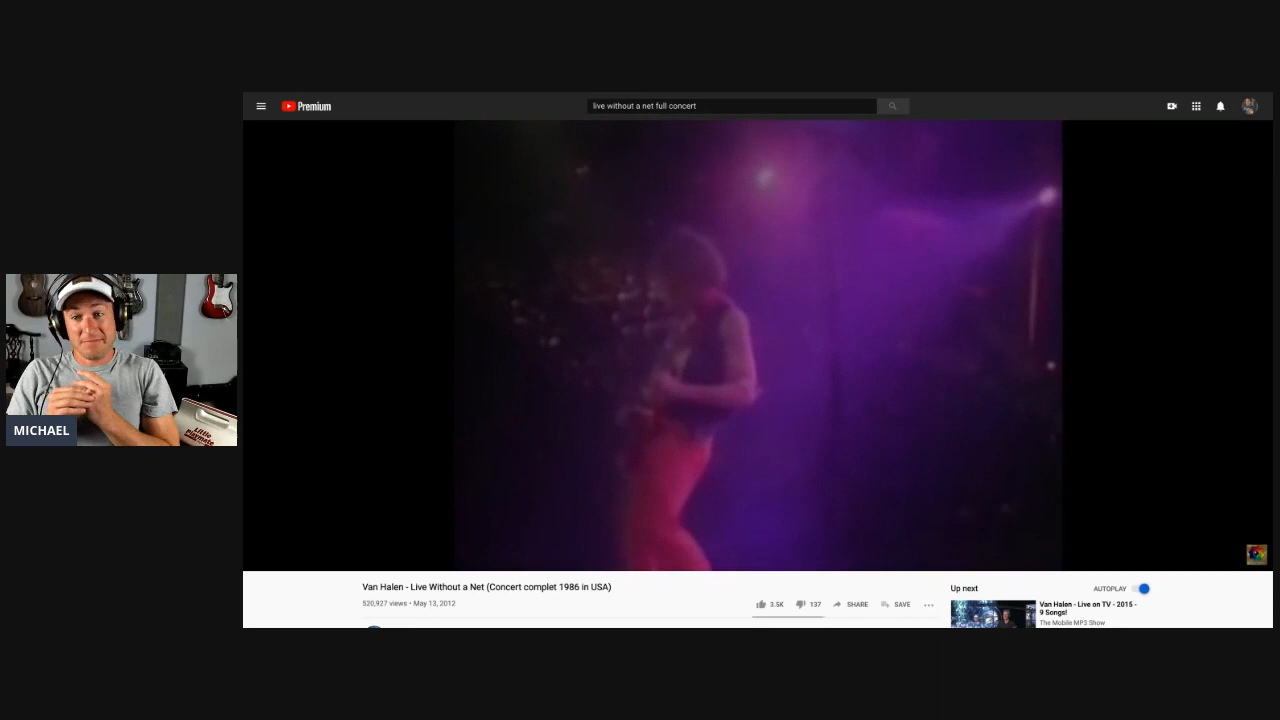 Premium
live without a net full concert
MICHAEL
Little
Playmate
Van Halen - Live Without a Net (Concert complet 1986 in USA)
520,927 views • May 13, 2012
3.5K
137
SHARE
SAVE
Up next
AUTOPLAY
Van Halen - Live on TV - 2015 -
9 Songs!
The Mobile MP3 Show